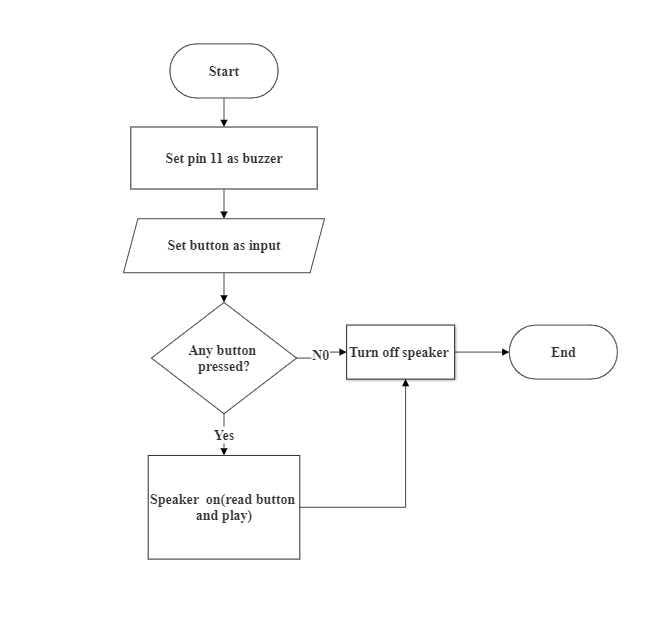 Start
Set pin 11 as buzzer
Set button as input
Any button
pressed?
N0
Turn off speaker
End
Yes
Speaker on(read button
and play)